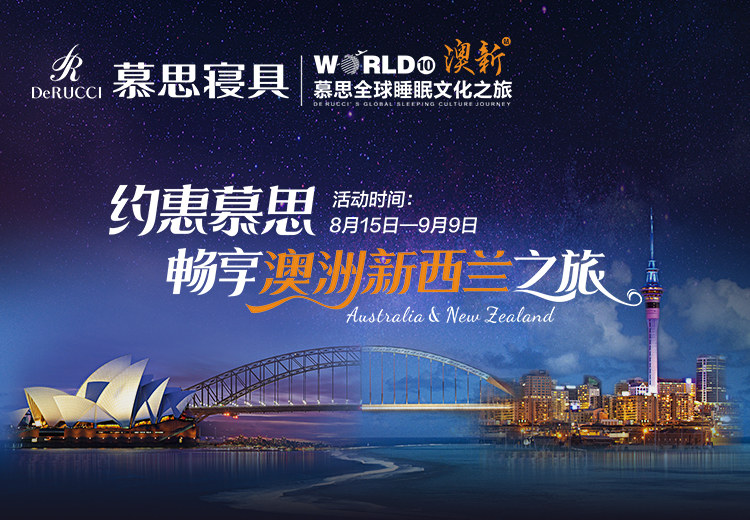 DeRUCCI 慕思寝具
WORLD 10 澳新站
慕思全球睡眠文化之旅
DE RUCCI'S GLOBAL SLEEPING CULTURE JOURNEY
约惠慕思
活动时间：
8月15日—9月9日
畅享澳洲新西兰之旅
Australia & New Zealand